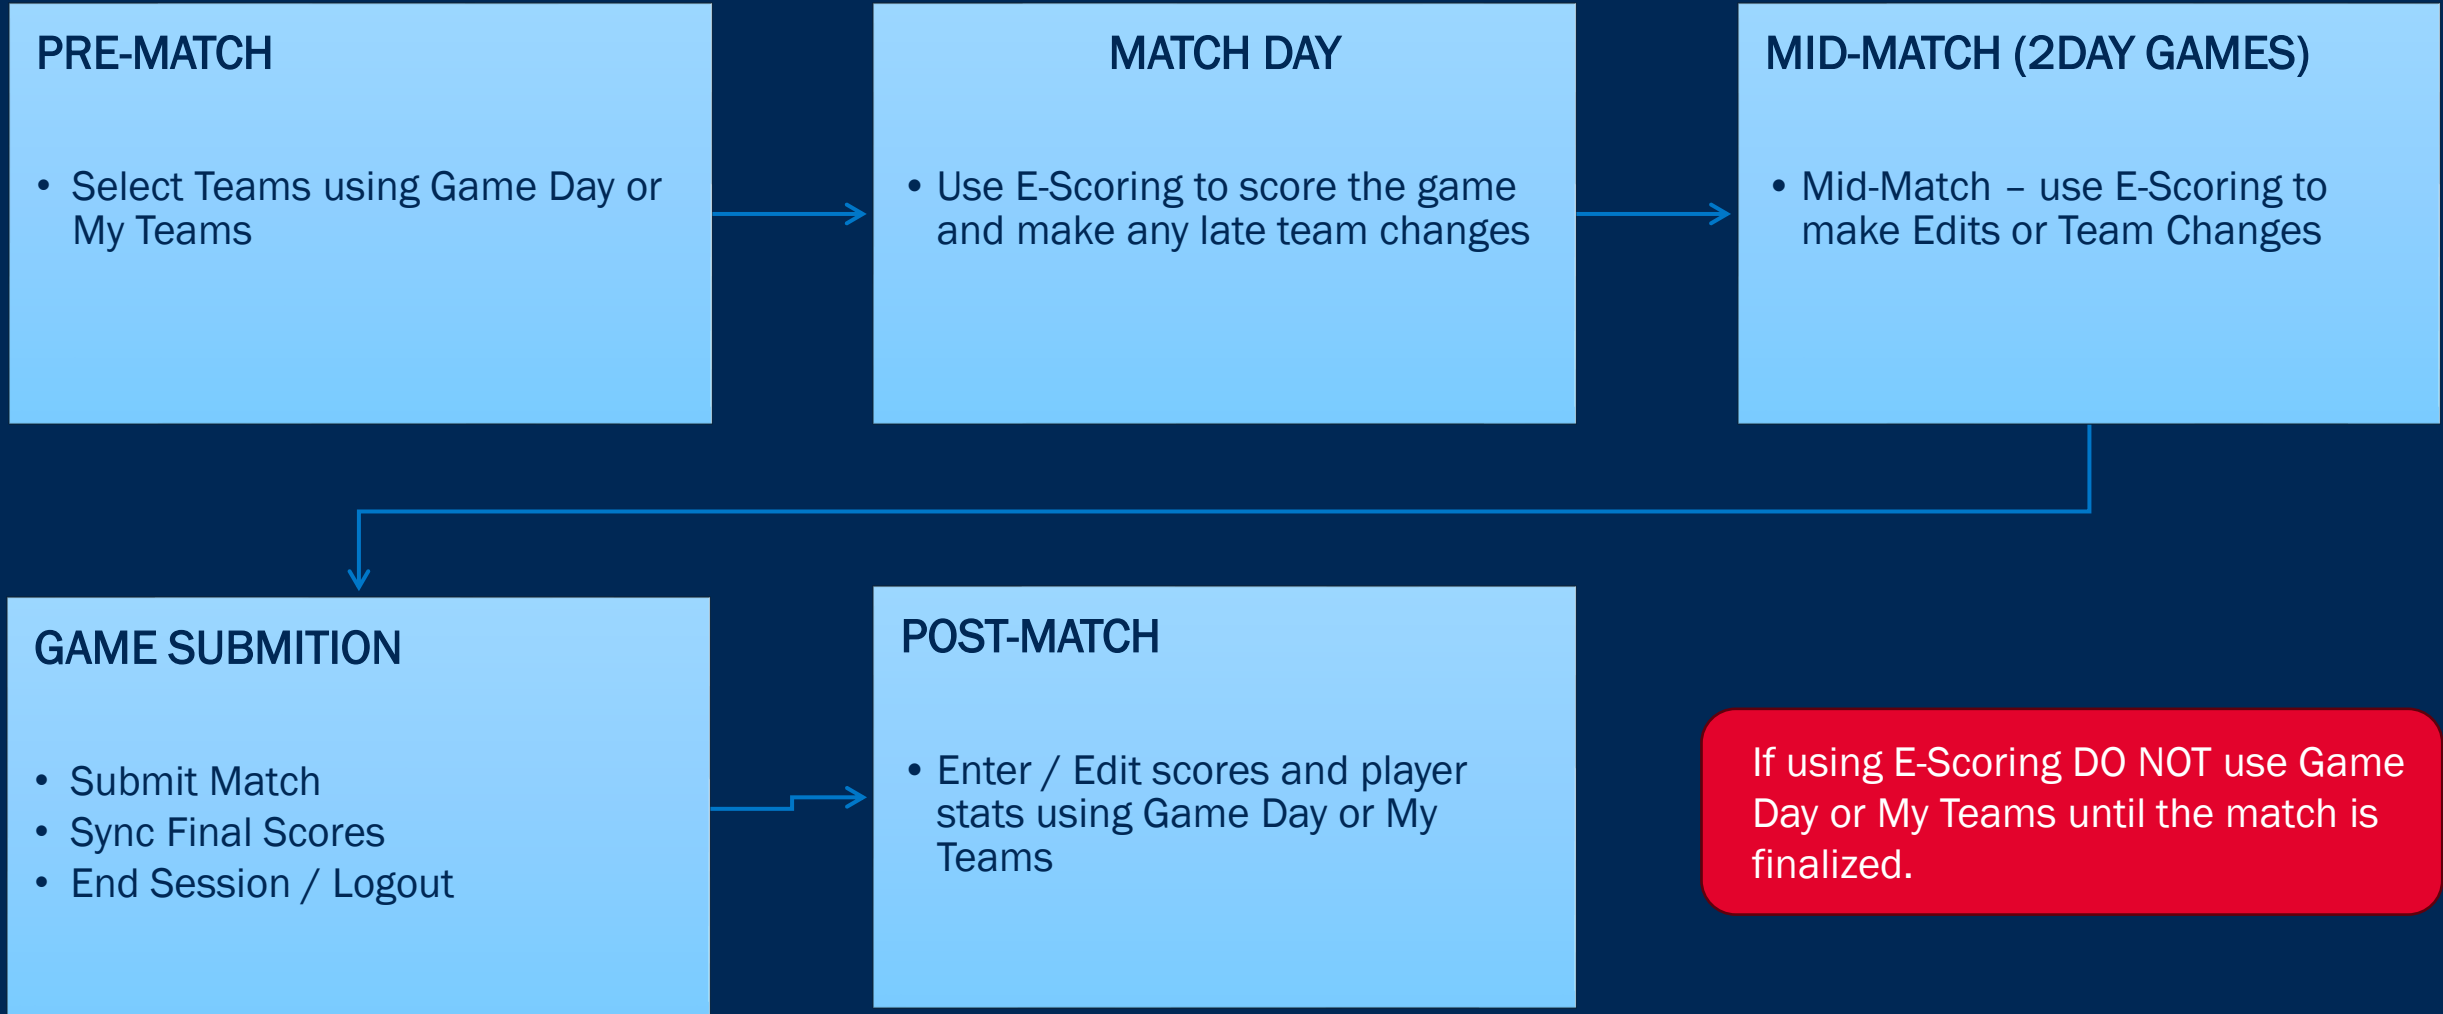 PRE-MATCH
• Select Teams using Game Day or
My Teams
MATCH DAY
• Use E-Scoring to score the game
and make any late team changes
MID-MATCH (2DAY GAMES)
• Mid-Match – use E-Scoring to
make Edits or Team Changes
GAME SUBMITION
• Submit Match
• Sync Final Scores
• End Session / Logout
POST-MATCH
• Enter / Edit scores and player
stats using Game Day or My
Teams
If using E-Scoring DO NOT use Game
Day or My Teams until the match is
finalized.